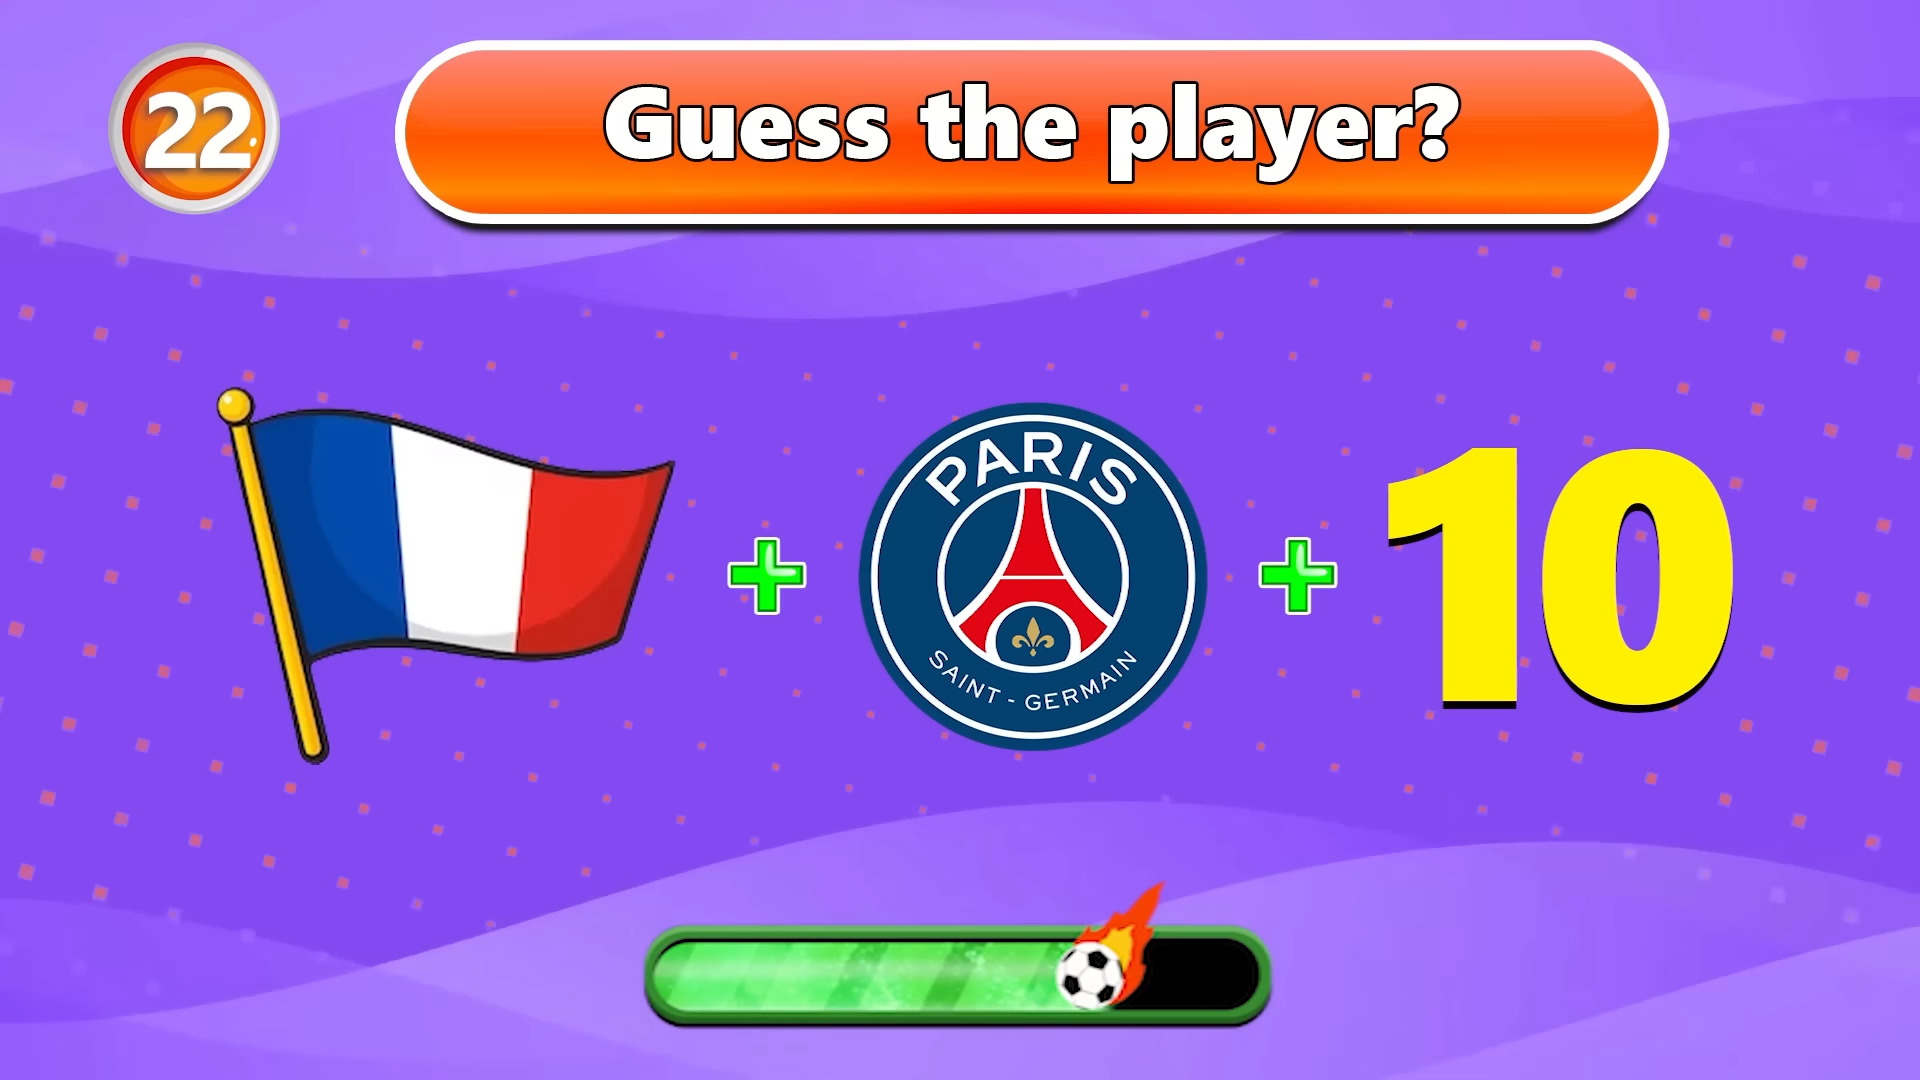 22
Guess the player?
PARIS
SAINT - GERMAIN
10